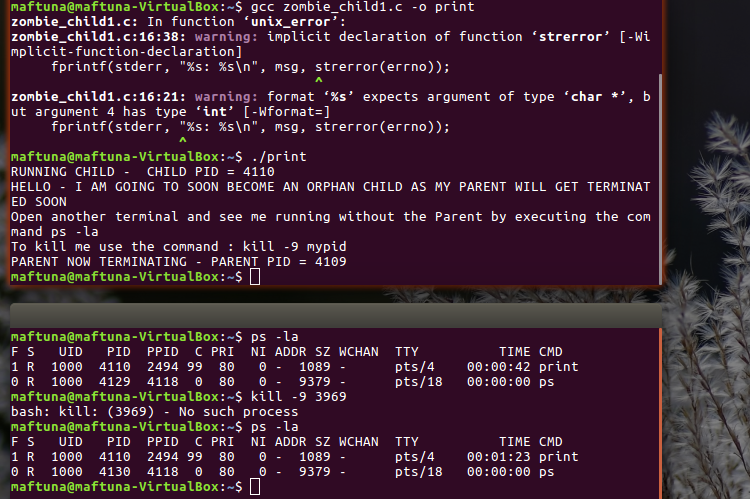 maftuna@maftuna-VirtualBox:~$ gcc zombie_child1.c -o print
zombie_child1.c: In function ‘unix_error’:
zombie_child1.c:16:38: warning: implicit declaration of function ‘strerror’ [-Wi
mplicit-function-declaration]
     fprintf(stderr, "%s: %s\n", msg, strerror(errno));
                                      ^
zombie_child1.c:16:21: warning: format ‘%s’ expects argument of type ‘char *’, b
ut argument 4 has type ‘int’ [-Wformat=]
     fprintf(stderr, "%s: %s\n", msg, strerror(errno));
                     ^
maftuna@maftuna-VirtualBox:~$ ./print
RUNNING CHILD -  CHILD PID = 4110
HELLO - I AM GOING TO SOON BECOME AN ORPHAN CHILD AS MY PARENT WILL GET TERMINAT
ED SOON
Open another terminal and see me running without the Parent by executing the com
mand ps -la
To kill me use the command : kill -9 mypid
PARENT NOW TERMINATING - PARENT PID = 4109
maftuna@maftuna-VirtualBox:~$
maftuna@maftuna-VirtualBox:~$ ps -la
F S   UID   PID  PPID  C PRI  NI ADDR SZ WCHAN  TTY          TIME CMD
1 R  1000  4110  2494 99  80   0 -  1089 -      pts/4    00:00:42 print
0 R  1000  4129  4118  0  80   0 -  9379 -      pts/18   00:00:00 ps
maftuna@maftuna-VirtualBox:~$ kill -9 3969
bash: kill: (3969) - No such process
maftuna@maftuna-VirtualBox:~$ ps -la
F S   UID   PID  PPID  C PRI  NI ADDR SZ WCHAN  TTY          TIME CMD
1 R  1000  4110  2494 99  80   0 -  1089 -      pts/4    00:01:23 print
0 R  1000  4130  4118  0  80   0 -  9379 -      pts/18   00:00:00 ps
maftuna@maftuna-VirtualBox:~$